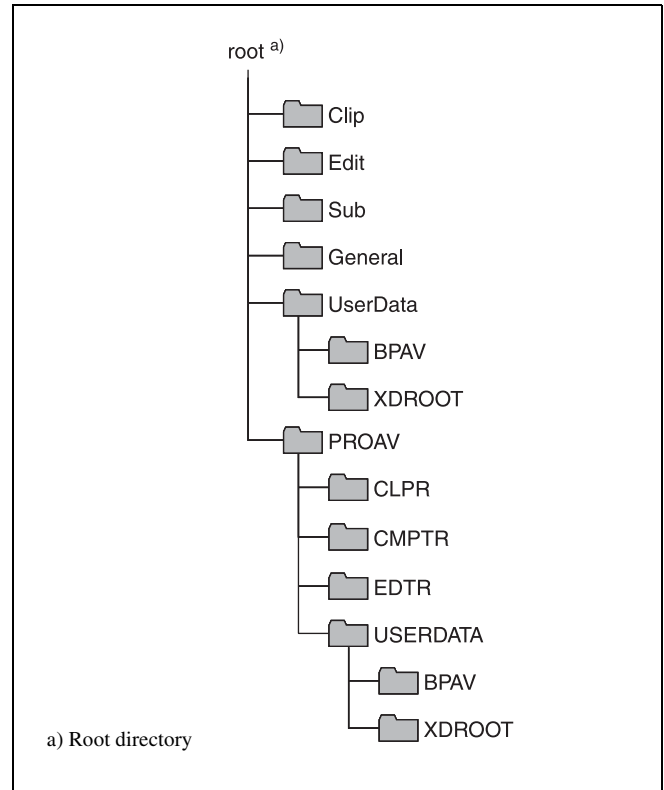 root a)
Clip
Edit
Sub
General
UserData
BPAV
XDROOT
PROAV
CLPR
CMPTR
EDTR
USERDATA
BPAV
XDROOT
a) Root directory